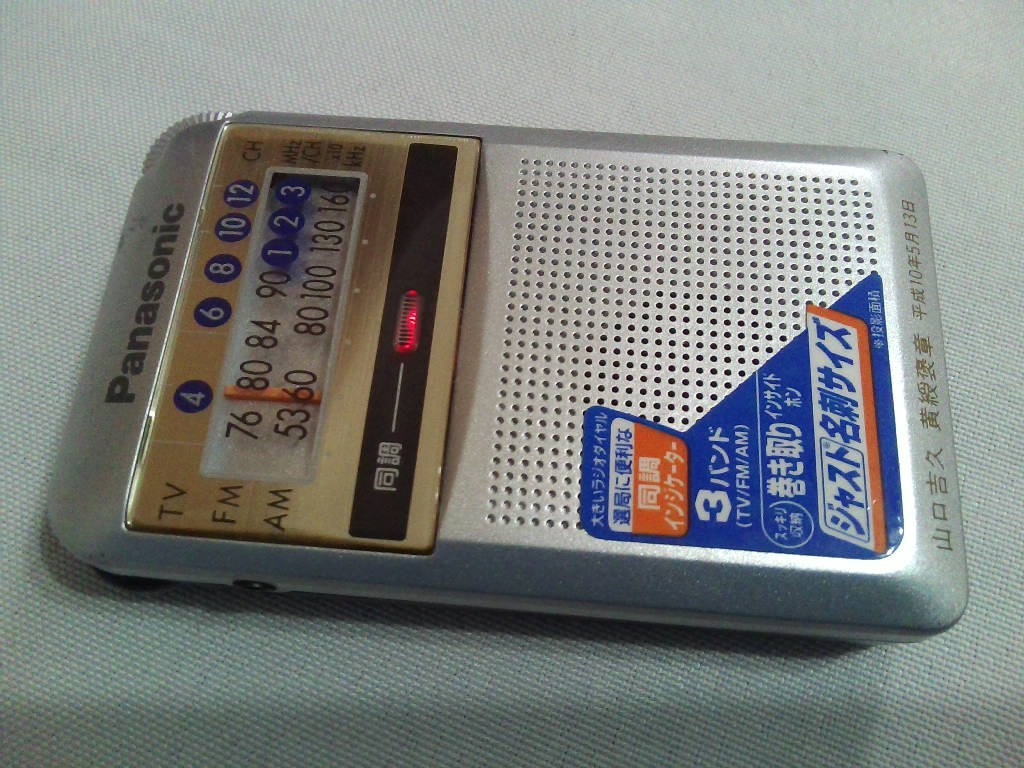 Panasonic
TV 4 6 8 10 12 CH
FM 76 80 84 90 1 2 3 MHz/CH
AM 53 60 80 100 130 160 x10 kHz
同調
大きいラジオダイヤル
選局に便利な
同調
インジケーター
3バンド
(TV/FM/AM)
スッキリ収納 巻き取りインサイドホン
ジャスト名刺サイズ
※投影面積
山口吉久 黄綬褒章 平成10年5月13日